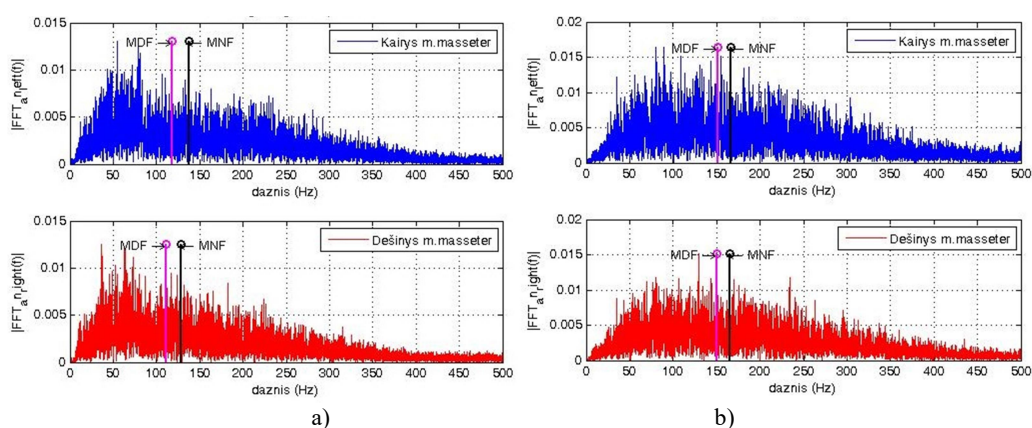 0.015
0.01
0.005
0
|FFT_an_left(f)|
MDF
MNF
Kairys m.masseter
0 50 100 150 200 250 300 350 400 450 500
daznis (Hz)
0.02
0.015
0.01
0.005
0
|FFT_an_left(f)|
MDF
MNF
Kairys m.masseter
0 50 100 150 200 250 300 350 400 450 500
daznis (Hz)
0.015
0.01
0.005
0
|FFT_an_right(f)|
MDF
MNF
Dešinys m.masseter
0 50 100 150 200 250 300 350 400 450 500
daznis (Hz)
0.02
0.015
0.01
0.005
0
|FFT_an_right(f)|
MDF
MNF
Dešinys m.masseter
0 50 100 150 200 250 300 350 400 450 500
daznis (Hz)
a)
b)